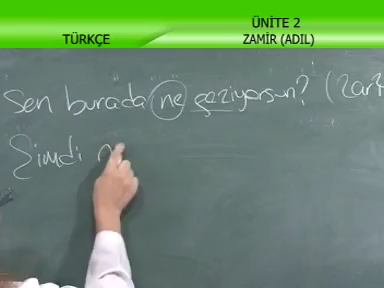 ÜNİTE 2
TÜRKÇE
ZAMİR (ADIL)
Sen burada ne geziyorsun?
Şimdi